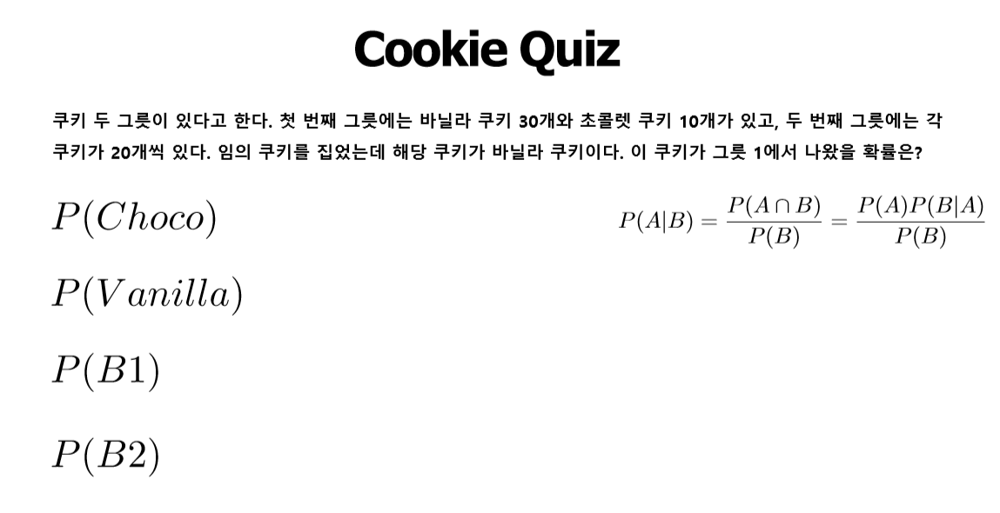 Cookie Quiz
쿠키 두 그릇이 있다고 한다. 첫 번째 그릇에는 바닐라 쿠키 30개와 초콜렛 쿠키 10개가 있고, 두 번째 그릇에는 각
쿠키가 20개씩 있다. 임의 쿠키를 집었는데 해당 쿠키가 바닐라 쿠키이다. 이 쿠키가 그릇 1에서 나왔을 확률은?
P(Choco)
P(A|B) = P(A ∩ B) / P(B) = P(A)P(B|A) / P(B)
P(Vanilla)
P(B1)
P(B2)